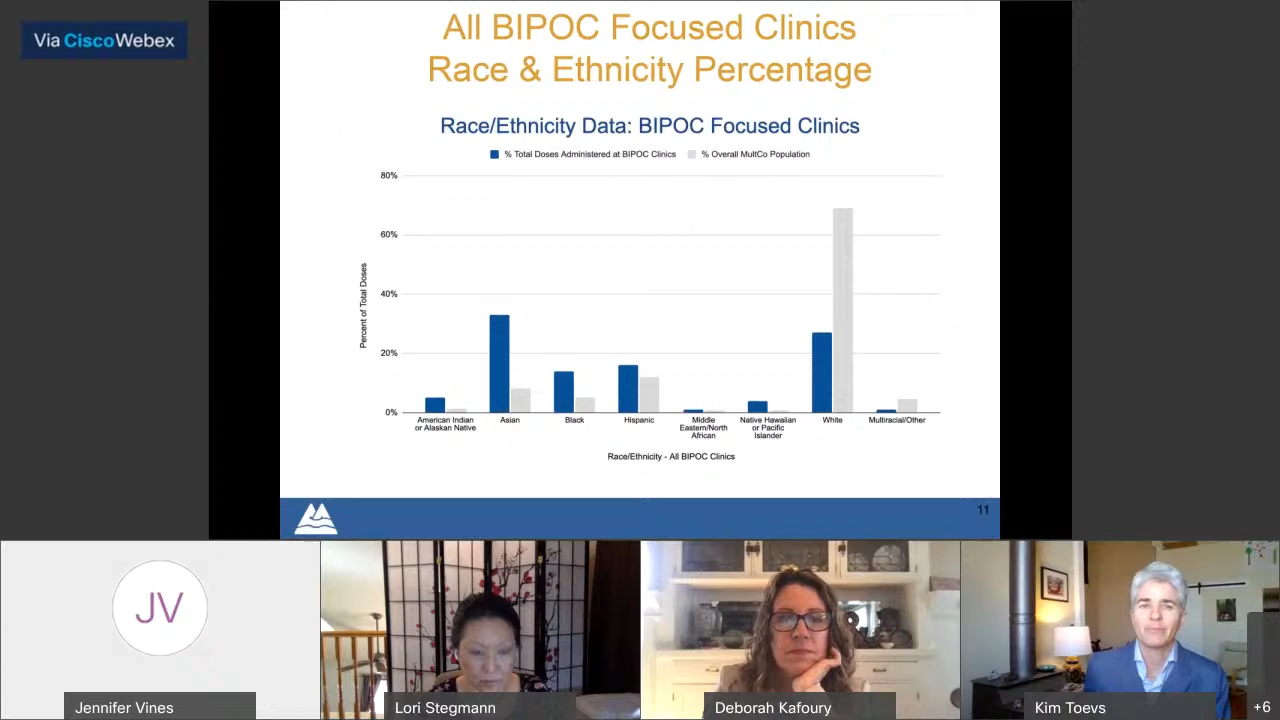 Via CiscoWebex
All BIPOC Focused Clinics
Race & Ethnicity Percentage
Race/Ethnicity Data: BIPOC Focused Clinics
% Total Doses Administered at BIPOC Clinics
% Overall MultCo Population
80%
60%
40%
20%
0%
Percent of Total Doses
American Indian
or Alaskan Native
Asian
Black
Hispanic
Middle
Eastern/North
African
Native Hawaiian
or Pacific
Islander
White
Multiracial/Other
Race/Ethnicity - All BIPOC Clinics
11
JV
Jennifer Vines
Lori Stegmann
Deborah Kafoury
Kim Toevs
+6